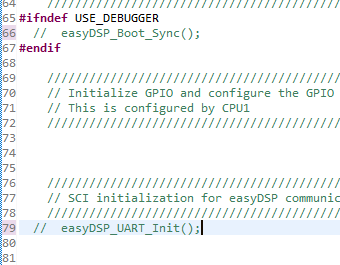 64 //////////////////////////////////////////
65 #ifndef USE_DEBUGGER
66 // easyDSP_Boot_Sync();
67 #endif
68
69 //////////////////////////////////////////
70 // Initialize GPIO and configure the GPIO
71 // This is configured by CPU1
72 //////////////////////////////////////////
73
74
75
76 //////////////////////////////////////////
77 // SCI initialization for easyDSP communic
78 //////////////////////////////////////////
79 // easyDSP_UART_Init();
80
81